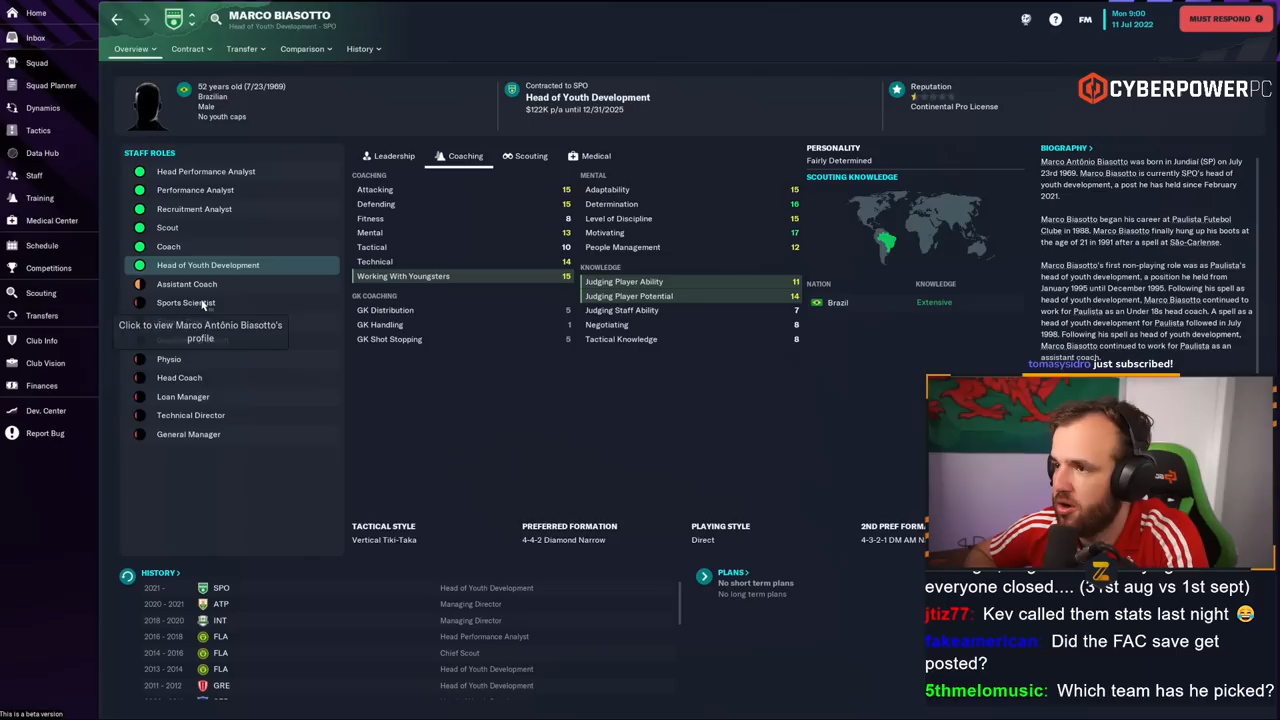 Home
Inbox
Squad
Squad Planner
Dynamics
Tactics
Data Hub
Staff
Training
Medical Center
Schedule
Competitions
Scouting
Transfers
Club Info
Club Vision
Finances
Dev. Center
Report Bug
This is a beta version
MARCO BIASOTTO
Head of Youth Development - SPO
FM
Mon 9:00
11 Jul 2022
MUST RESPOND
Overview
Contract
Transfer
Comparison
History
52 years old (7/23/1969)
Brazilian
Male
No youth caps
Contracted to SPO
Head of Youth Development
$122K p/a until 12/31/2025
Reputation
Continental Pro License
CYBERPOWERPC
STAFF ROLES
Head Performance Analyst
Performance Analyst
Recruitment Analyst
Scout
Coach
Head of Youth Development
Assistant Coach
Sports Scientist
Click to view Marco Antônio Biasotto's
profile
Physio
Head Coach
Loan Manager
Technical Director
General Manager
Leadership
Coaching
Scouting
Medical
COACHING
Attacking 15
Defending 15
Fitness 8
Mental 13
Tactical 10
Technical 14
Working With Youngsters 15
GK COACHING
GK Distribution 5
GK Handling 1
GK Shot Stopping 5
MENTAL
Adaptability 15
Determination 16
Level of Discipline 15
Motivating 17
People Management 12
KNOWLEDGE
Judging Player Ability 11
Judging Player Potential 14
Judging Staff Ability 7
Negotiating 8
Tactical Knowledge 8
PERSONALITY
Fairly Determined
SCOUTING KNOWLEDGE
NATION KNOWLEDGE
Brazil Extensive
BIOGRAPHY >
Marco Antônio Biasotto was born in Jundiaí (SP) on July
23rd 1969. Marco Biasotto is currently SPO's head of
youth development, a post he has held since February
2021.
Marco Biasotto began his career at Paulista Futebol
Clube in 1988. Marco Biasotto finally hung up his boots at
the age of 21 in 1991 after a spell at São-Carlense.
Marco Biasotto's first non-playing role was as Paulista's
head of youth development, a position he held from
January 1995 until December 1995. Following his spell as
head of youth development, Marco Biasotto continued
to work for Paulista as an Under 18s head coach. A spell as
head of youth development for Paulista followed in July
1998. Following his spell as head of youth development,
Marco Biasotto continued to work for Paulista as an
assistant coach.
tomasysidro just subscribed!
TACTICAL STYLE
Vertical Tiki-Taka
PREFERRED FORMATION
4-4-2 Diamond Narrow
PLAYING STYLE
Direct
2ND PREF FORM
4-3-2-1 DM AM N
HISTORY >
2021 - SPO Head of Youth Development
2020 - 2021 ATP Managing Director
2018 - 2020 INT Managing Director
2016 - 2018 FLA Head Performance Analyst
2014 - 2016 FLA Chief Scout
2013 - 2014 FLA Head of Youth Development
2011 - 2012 GRE Head of Youth Development
PLANS >
No short term plans
No long term plans
everyone closed.... (31st aug vs 1st sept)
jtiz77: Kev called them stats last night 😂
fakeamerican: Did the FAC save get
posted?
5thmelomusic: Which team has he picked?